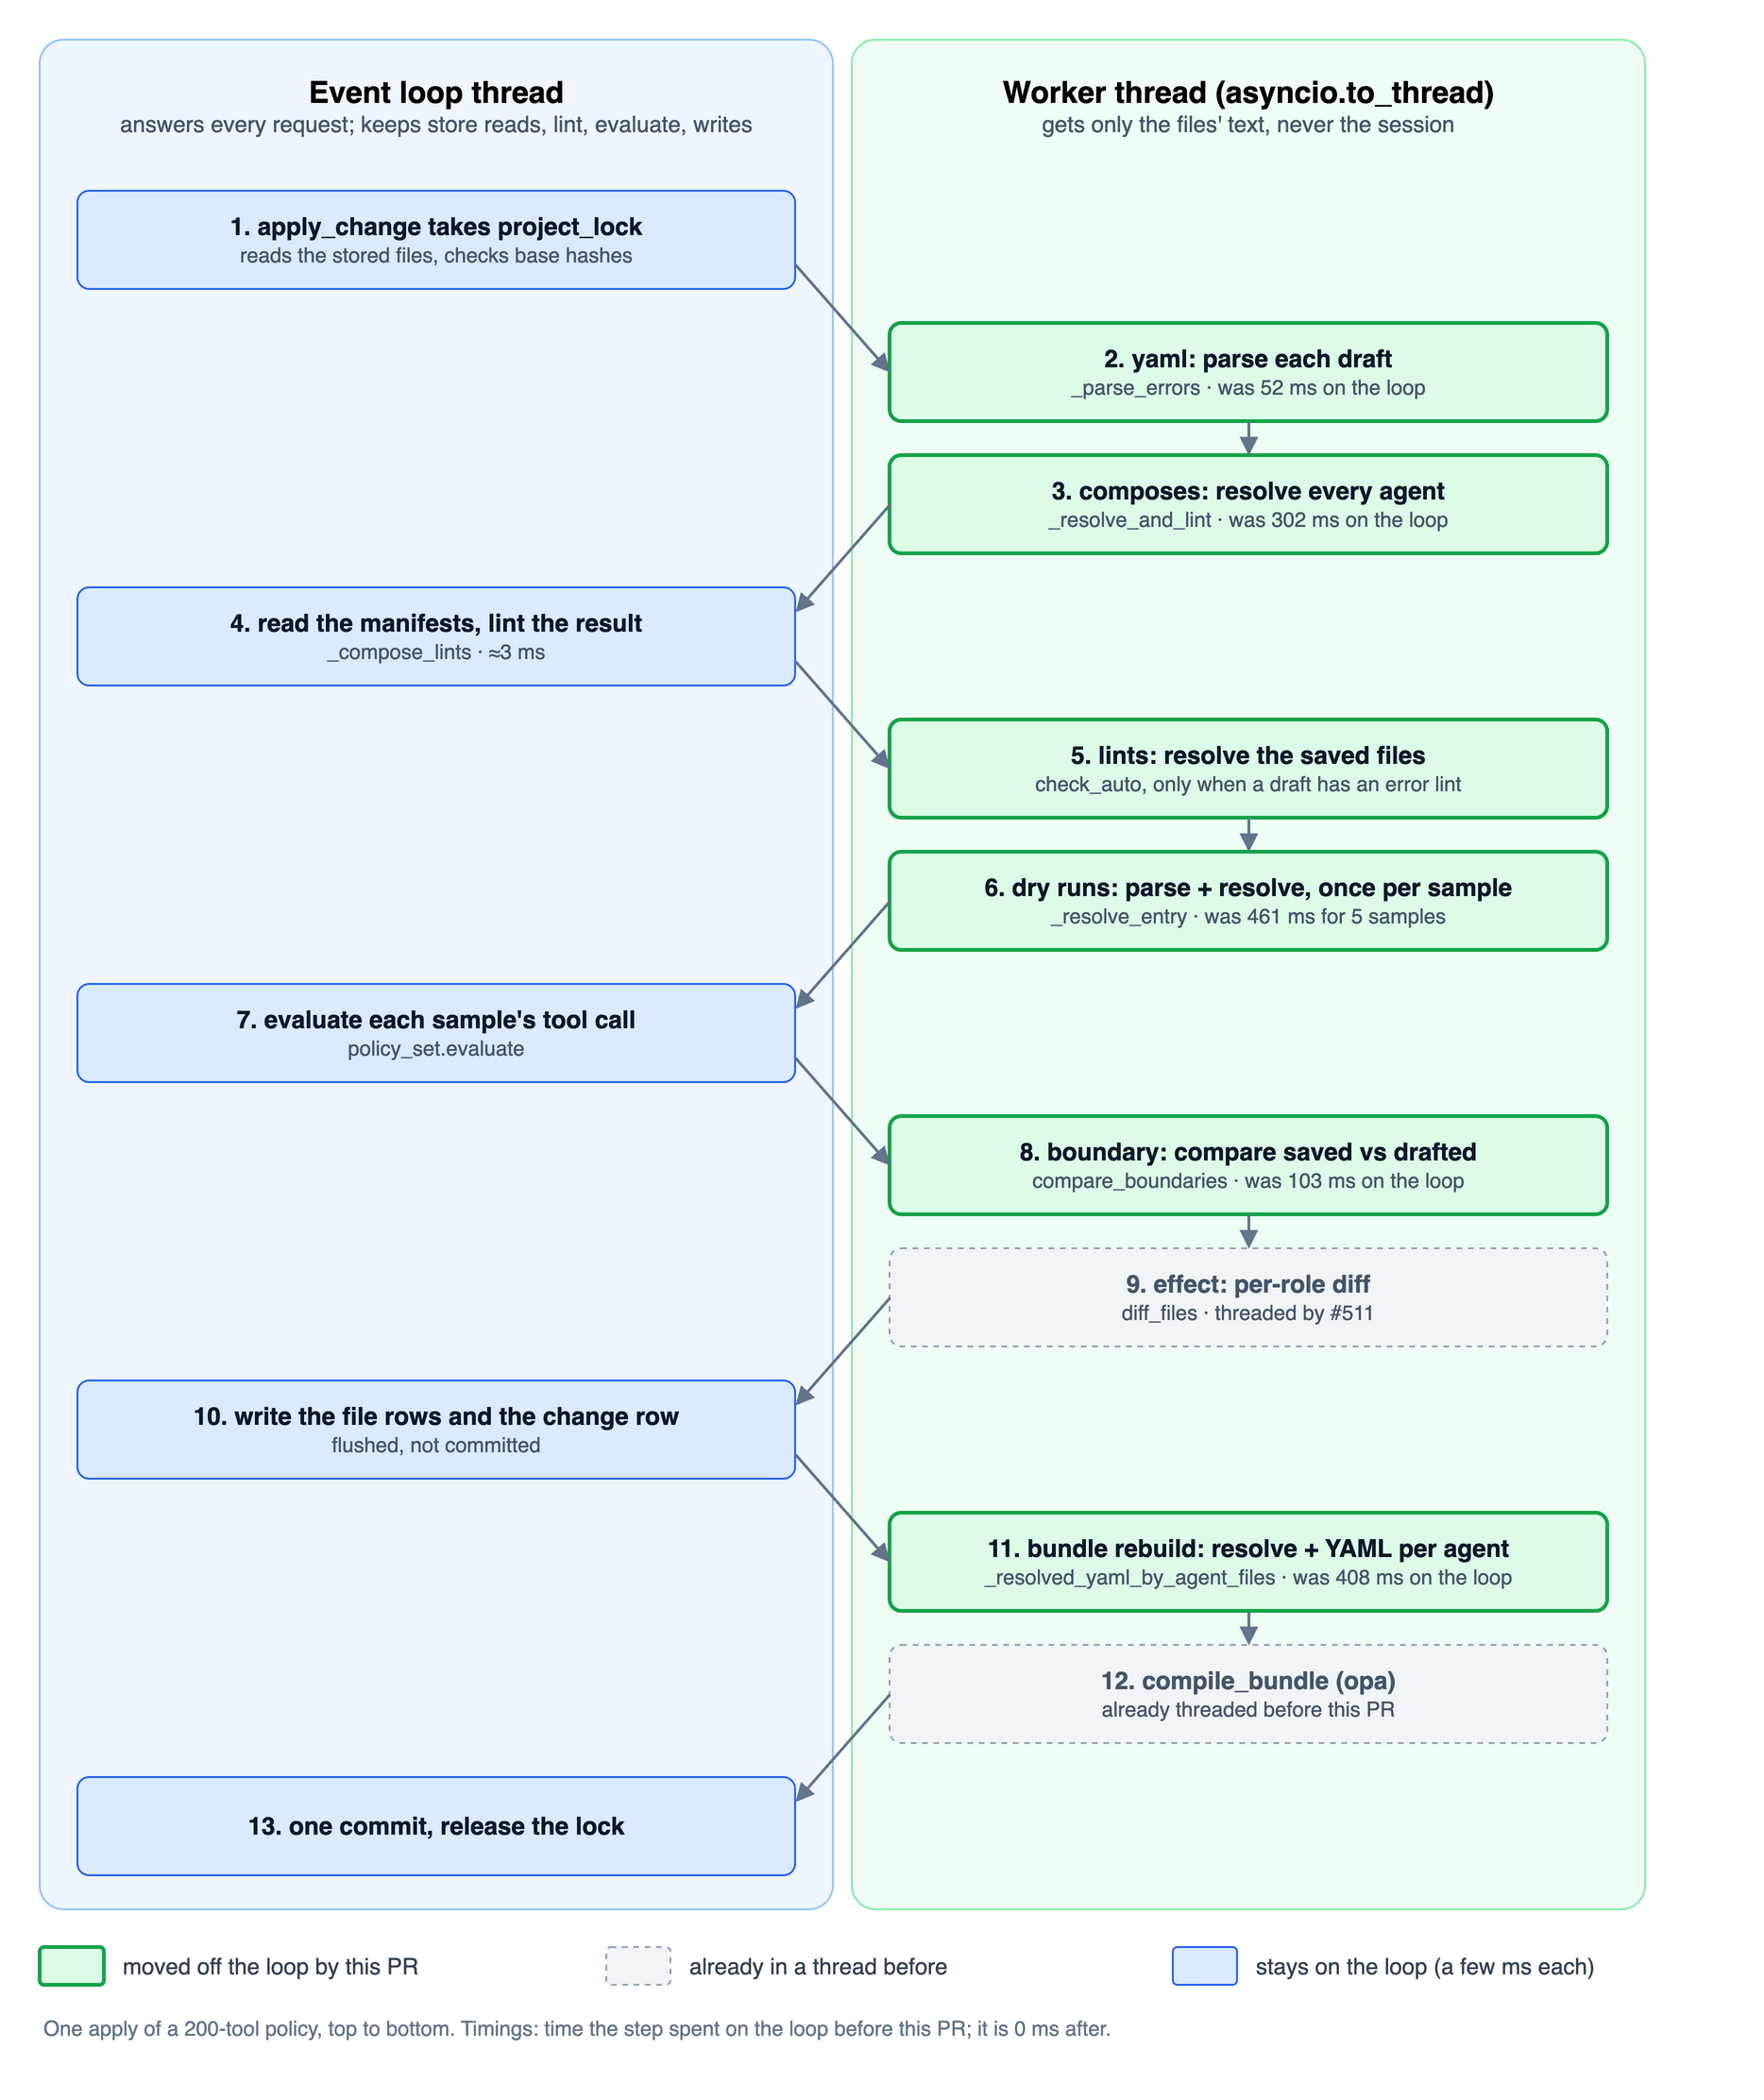 Event loop thread
answers every request; keeps store reads, lint, evaluate, writes
Worker thread (asyncio.to_thread)
gets only the files' text, never the session
1. apply_change takes project_lock
reads the stored files, checks base hashes
2. yaml: parse each draft
_parse_errors · was 52 ms on the loop
3. composes: resolve every agent
_resolve_and_lint · was 302 ms on the loop
4. read the manifests, lint the result
_compose_lints · ≈3 ms
5. lints: resolve the saved files
check_auto, only when a draft has an error lint
6. dry runs: parse + resolve, once per sample
_resolve_entry · was 461 ms for 5 samples
7. evaluate each sample's tool call
policy_set.evaluate
8. boundary: compare saved vs drafted
compare_boundaries · was 103 ms on the loop
9. effect: per-role diff
diff_files · threaded by #511
10. write the file rows and the change row
flushed, not committed
11. bundle rebuild: resolve + YAML per agent
_resolved_yaml_by_agent_files · was 408 ms on the loop
12. compile_bundle (opa)
already threaded before this PR
13. one commit, release the lock
moved off the loop by this PR
already in a thread before
stays on the loop (a few ms each)
One apply of a 200-tool policy, top to bottom. Timings: time the step spent on the loop before this PR; it is 0 ms after.